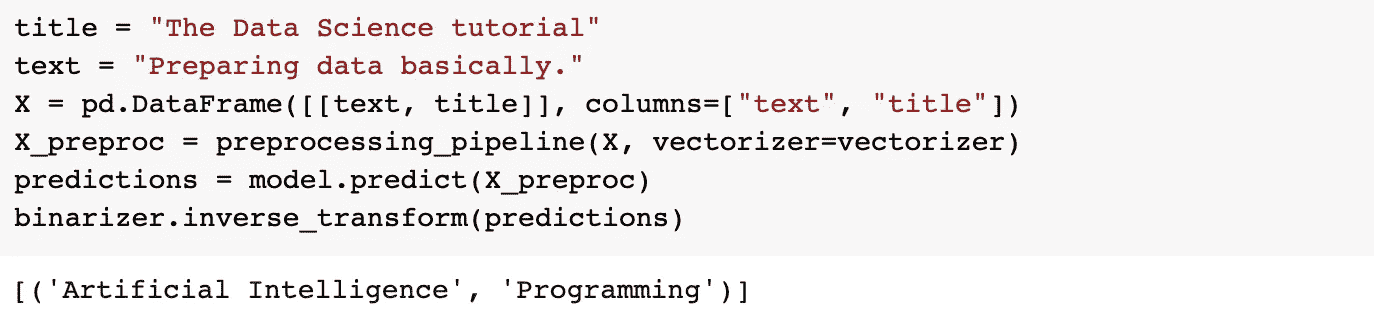 title = "The Data Science tutorial"
text = "Preparing data basically."
X = pd.DataFrame([[text, title]], columns=["text", "title"])
X_preproc = preprocessing_pipeline(X, vectorizer=vectorizer)
predictions = model.predict(X_preproc)
binarizer.inverse_transform(predictions)
[('Artificial Intelligence', 'Programming')]